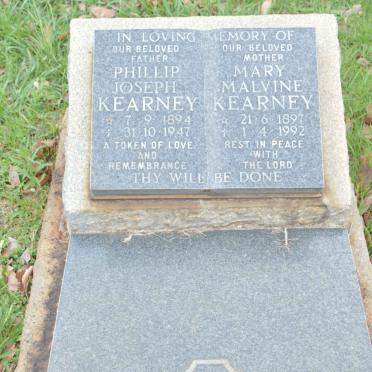 IN LOVING MEMORY OF
OUR BELOVED
FATHER
PHILLIP
JOSEPH
KEARNEY
* 7-9-1894
+ 31-10-1947
A TOKEN OF LOVE
AND
REMEMBRANCE
OUR BELOVED
MOTHER
MARY
MALVINE
KEARNEY
* 21-6-1897
+ 1-4-1992
REST IN PEACE
WITH
THE LORD
THY WILL BE DONE